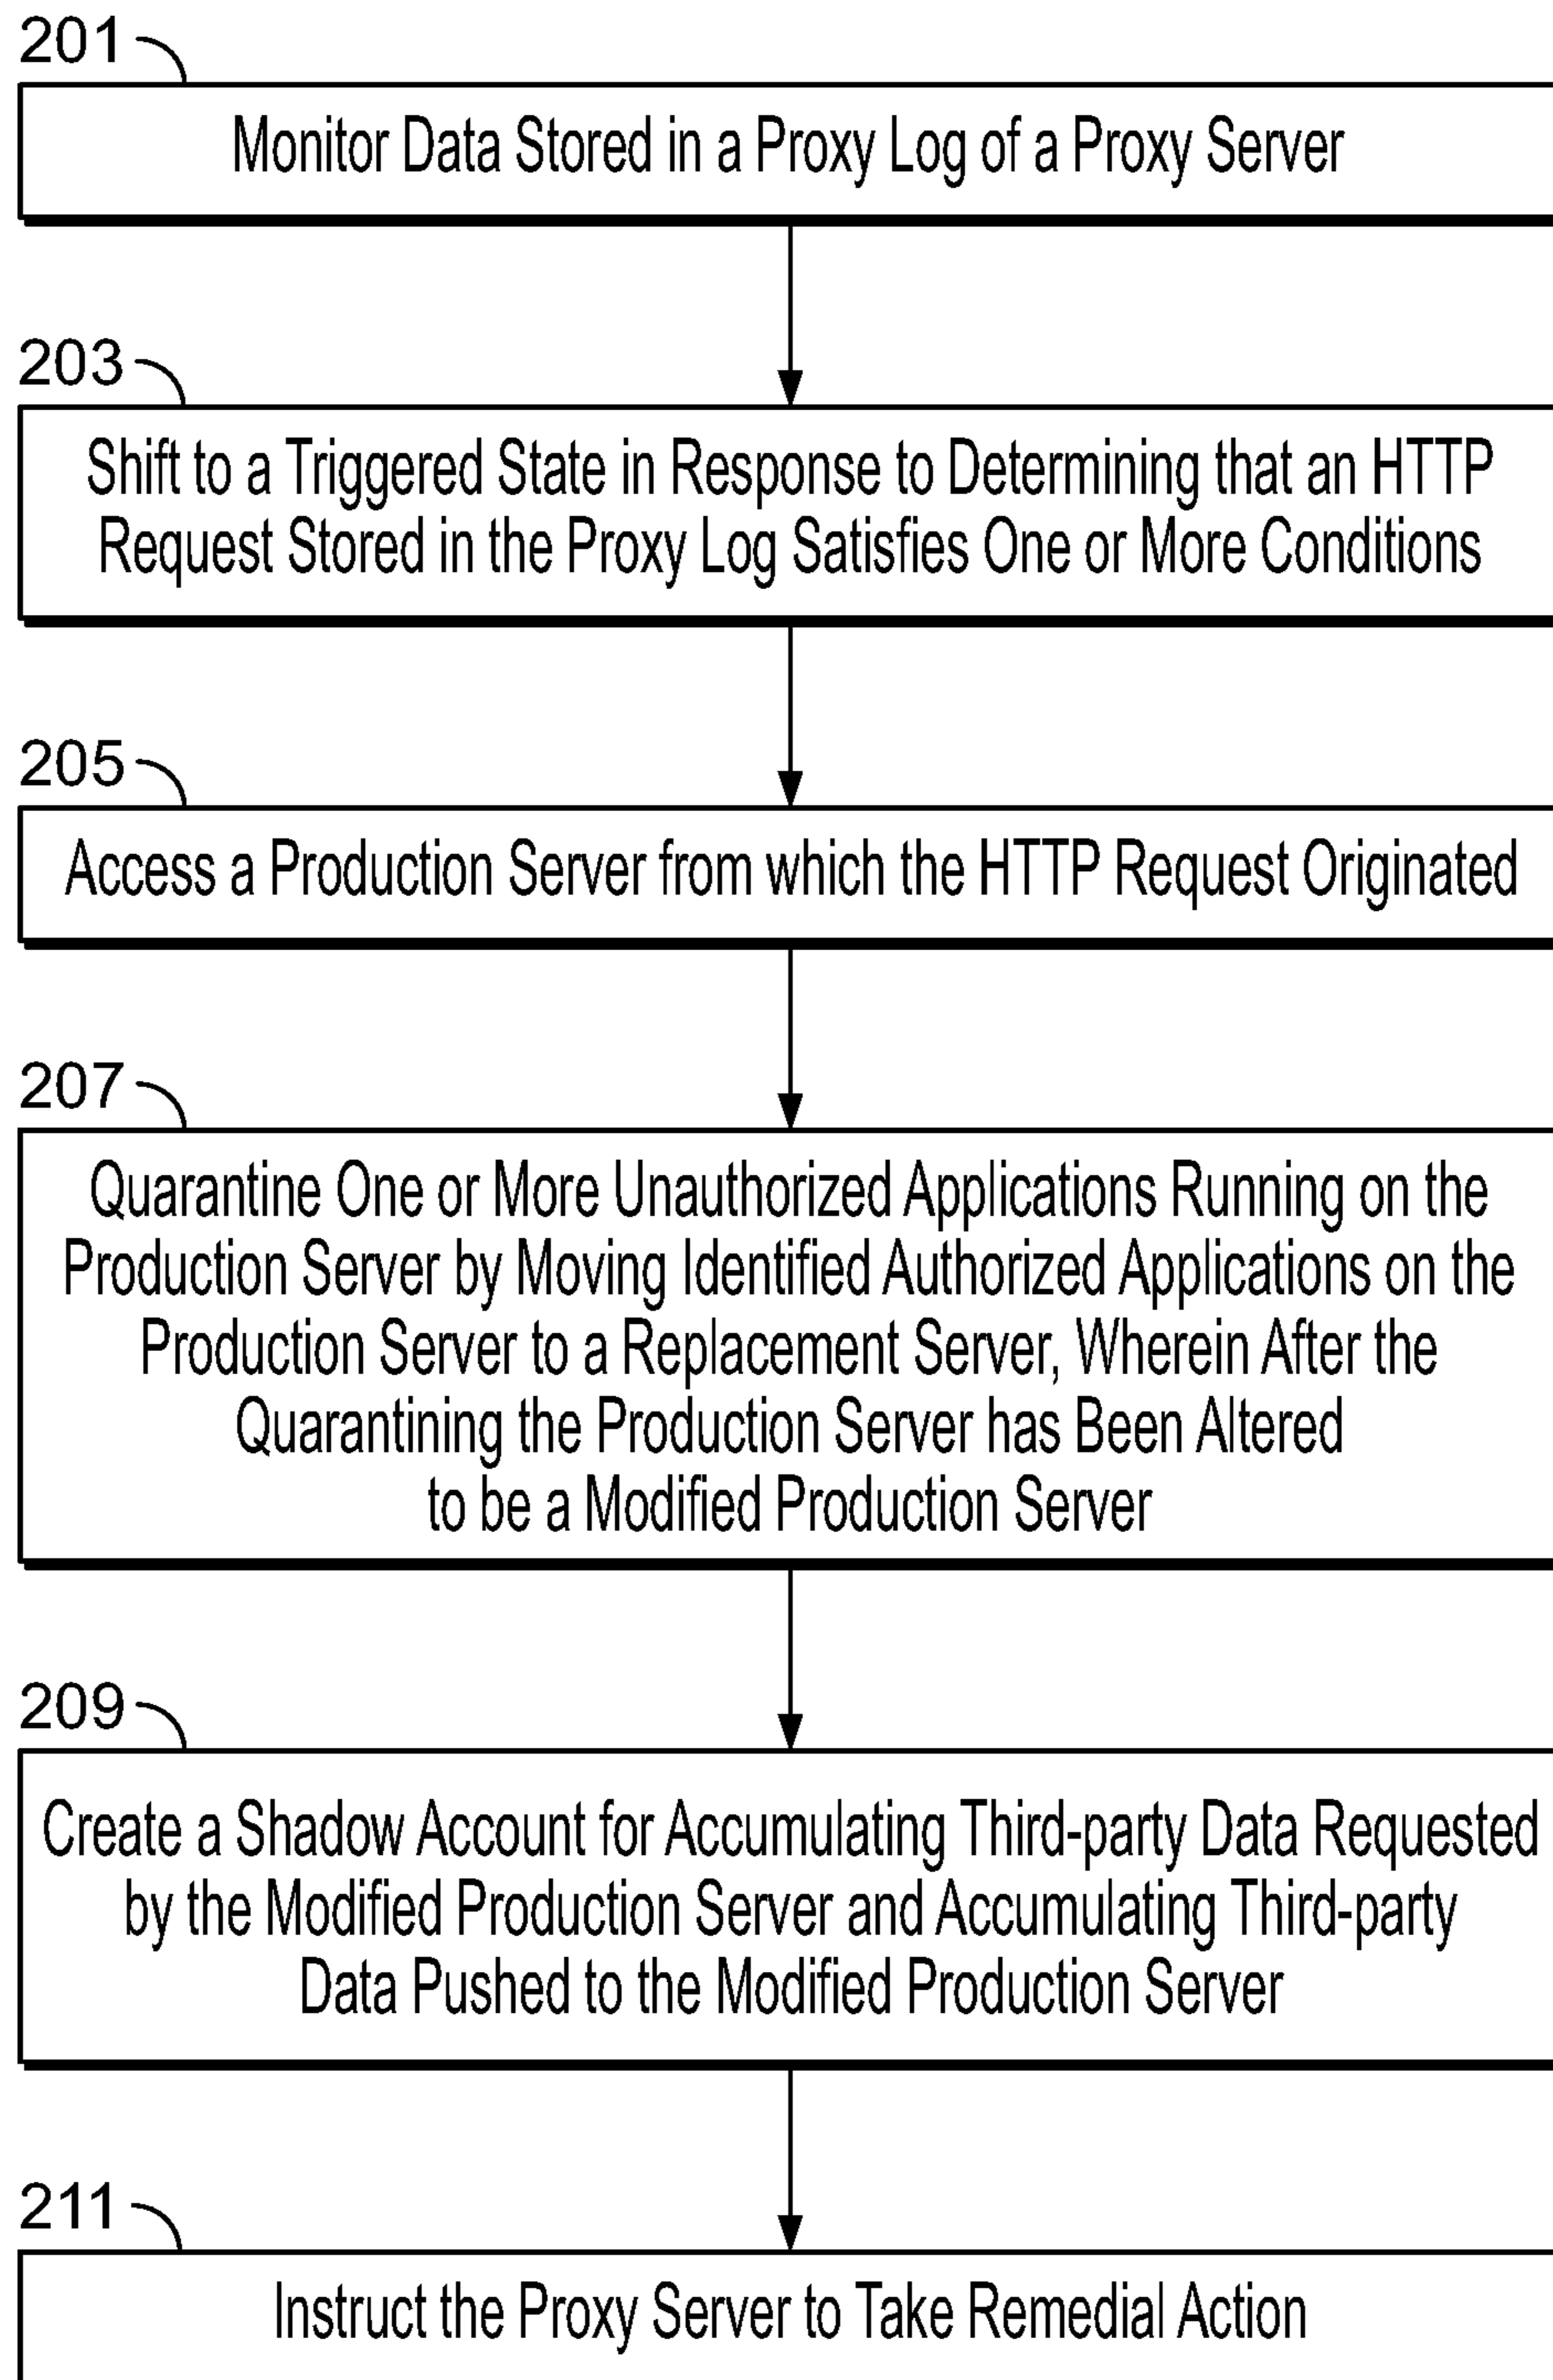 201
Monitor Data Stored in a Proxy Log of a Proxy Server
203
Shift to a Triggered State in Response to Determining that an HTTP
Request Stored in the Proxy Log Satisfies One or More Conditions
205
Access a Production Server from which the HTTP Request Originated
207
Quarantine One or More Unauthorized Applications Running on the
Production Server by Moving Identified Authorized Applications on the
Production Server to a Replacement Server, Wherein After the
Quarantining the Production Server has Been Altered
to be a Modified Production Server
209
Create a Shadow Account for Accumulating Third-party Data Requested
by the Modified Production Server and Accumulating Third-party
Data Pushed to the Modified Production Server
211
Instruct the Proxy Server to Take Remedial Action